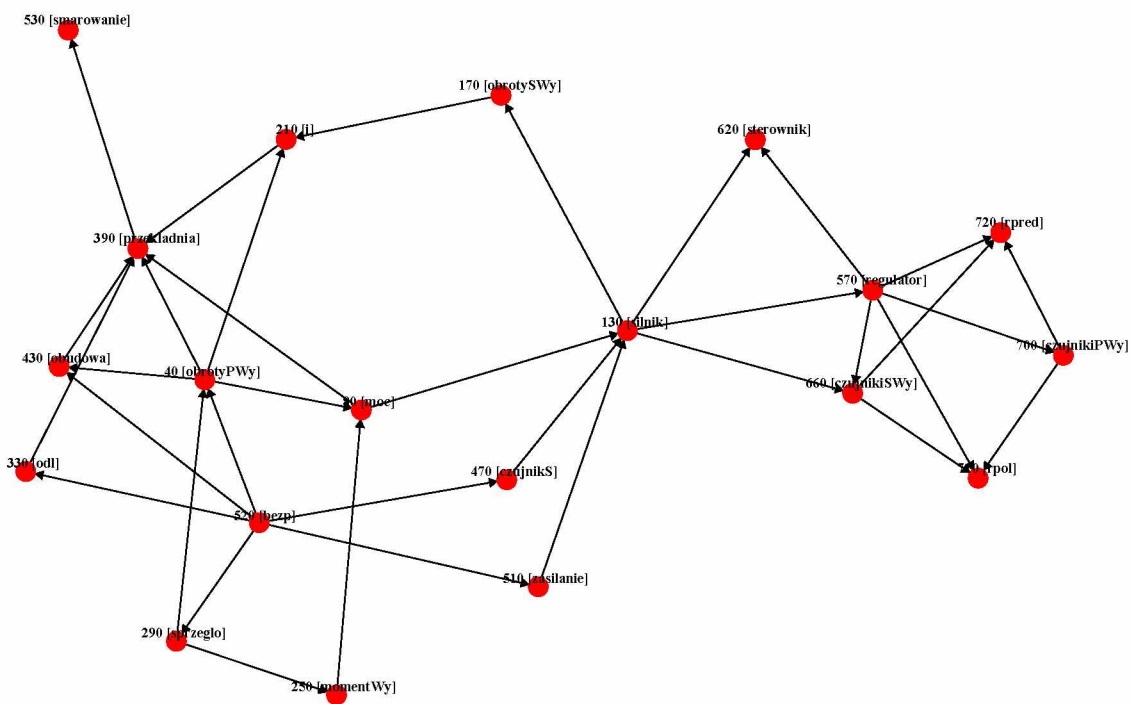 530 [smarowanie]
170 [obrotySWy]
210 [i]
620 [sterownik]
720 [rpred]
390 [przekladnia]
570 [regulator]
130 [silnik]
700 [czujnikiPWy]
430 [obudowa]
40 [obrotyPWy]
660 [czujnikiSWy]
[moc]
330 [odl]
470 [czujnikS]
[rpol]
520 [bezp]
510 [zasilanie]
290 [sprzeglo]
250 [momentWy]